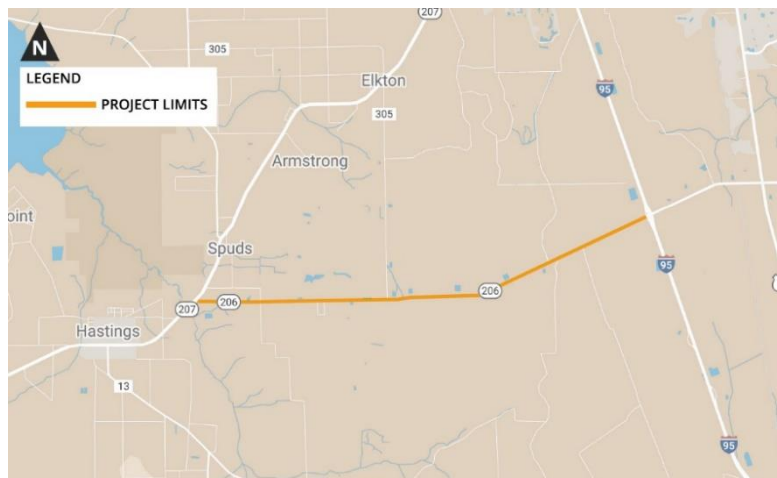 207
N
305
LEGEND
PROJECT LIMITS
Elkton
95
305
Armstrong
oint
Spuds
95
206
207
206
Hastings
13
95